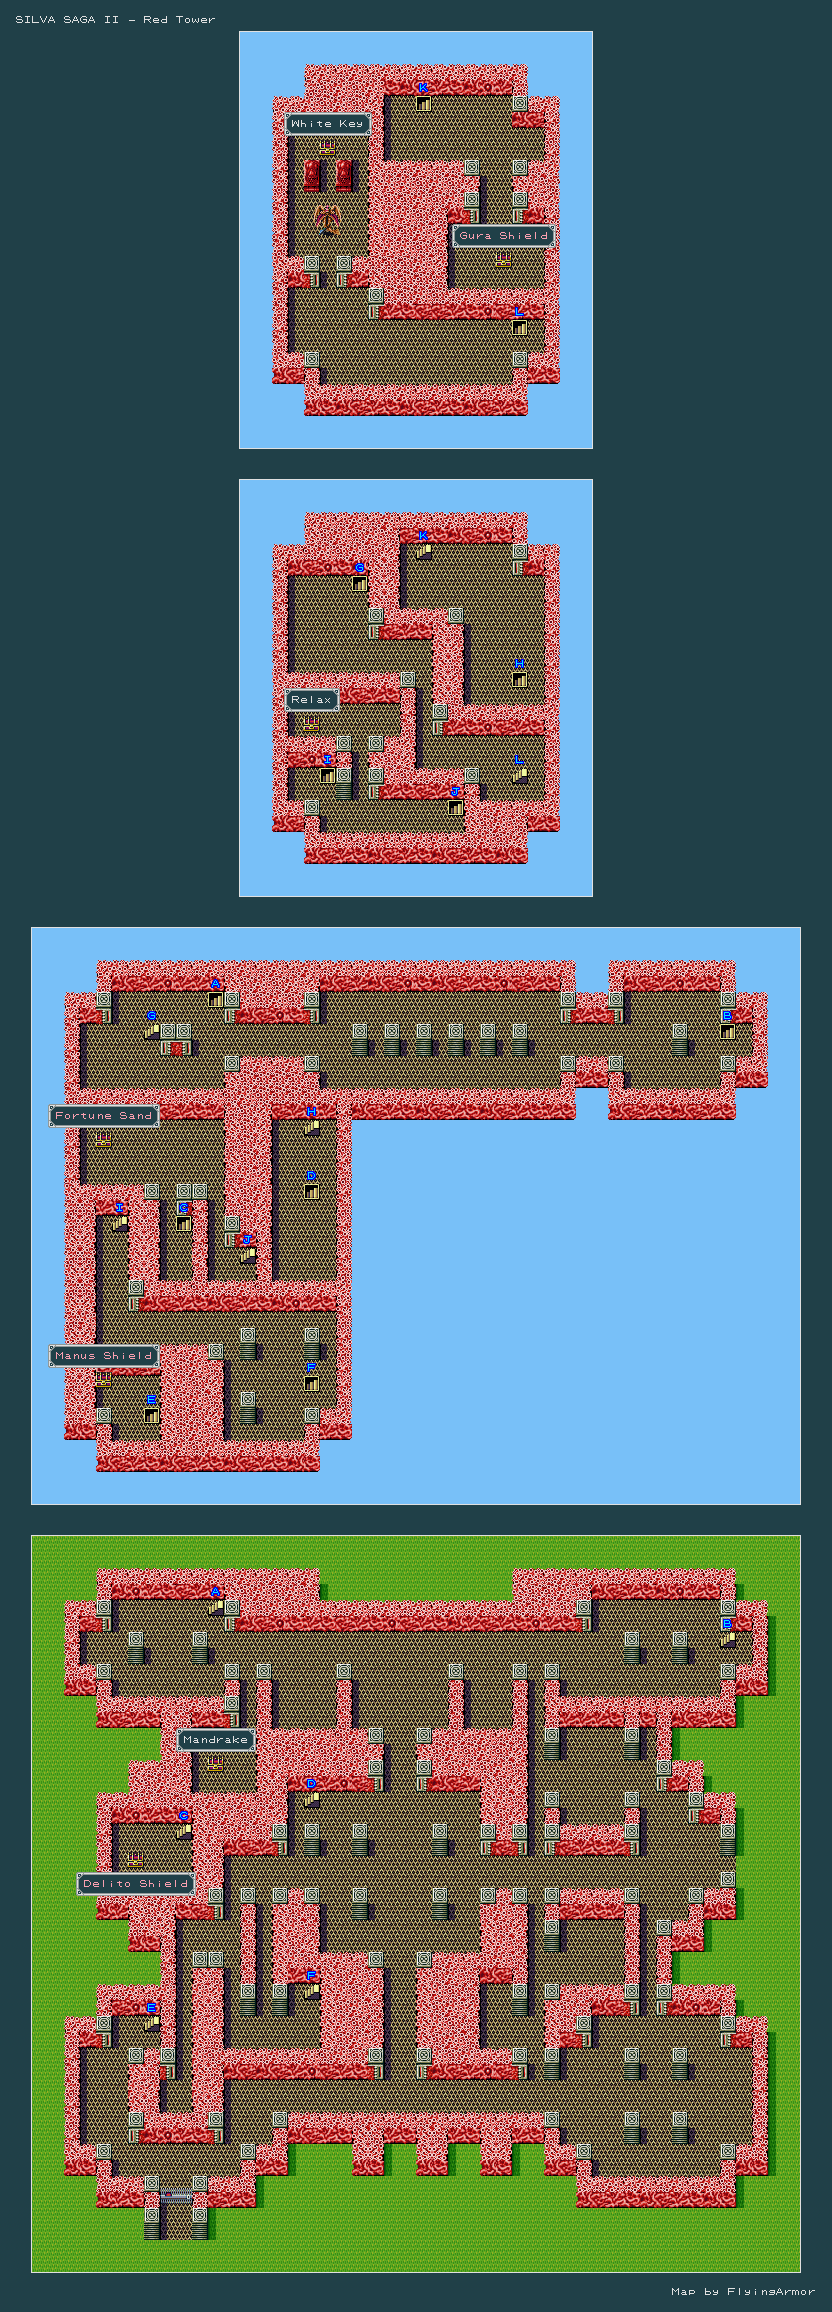 SILVA SAGA II - Red Tower
K
White Key
Gura Shield
L
K
G
H
Relax
I
L
J
A
G
B
Fortune Sand
H
D
I
C
J
Manus Shield
F
E
A
B
Mandrake
D
C
Delito Shield
F
E
Map by FlyingArmor